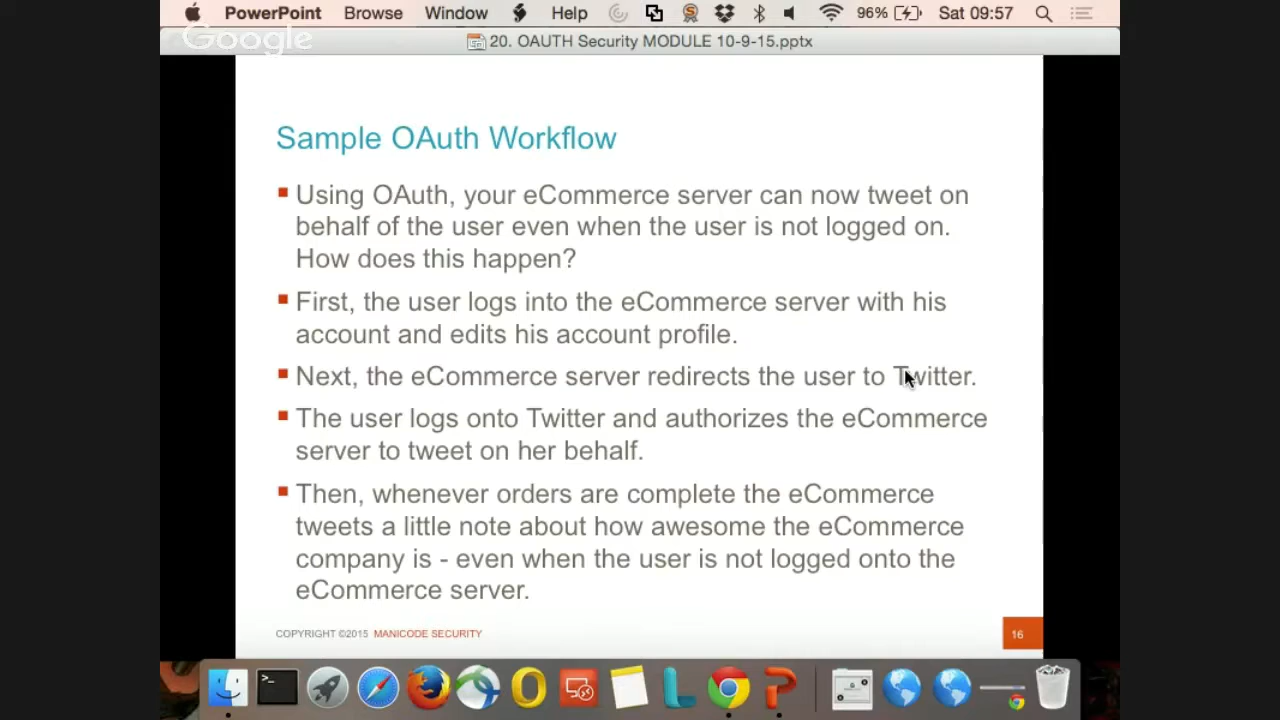 PowerPoint Browse Window Help 96% Sat 09:57
Google
20. OAUTH Security MODULE 10-9-15.pptx
Sample OAuth Workflow
Using OAuth, your eCommerce server can now tweet on
behalf of the user even when the user is not logged on.
How does this happen?
First, the user logs into the eCommerce server with his
account and edits his account profile.
Next, the eCommerce server redirects the user to Twitter.
The user logs onto Twitter and authorizes the eCommerce
server to tweet on her behalf.
Then, whenever orders are complete the eCommerce
tweets a little note about how awesome the eCommerce
company is - even when the user is not logged onto the
eCommerce server.
COPYRIGHT ©2015 MANICODE SECURITY
16